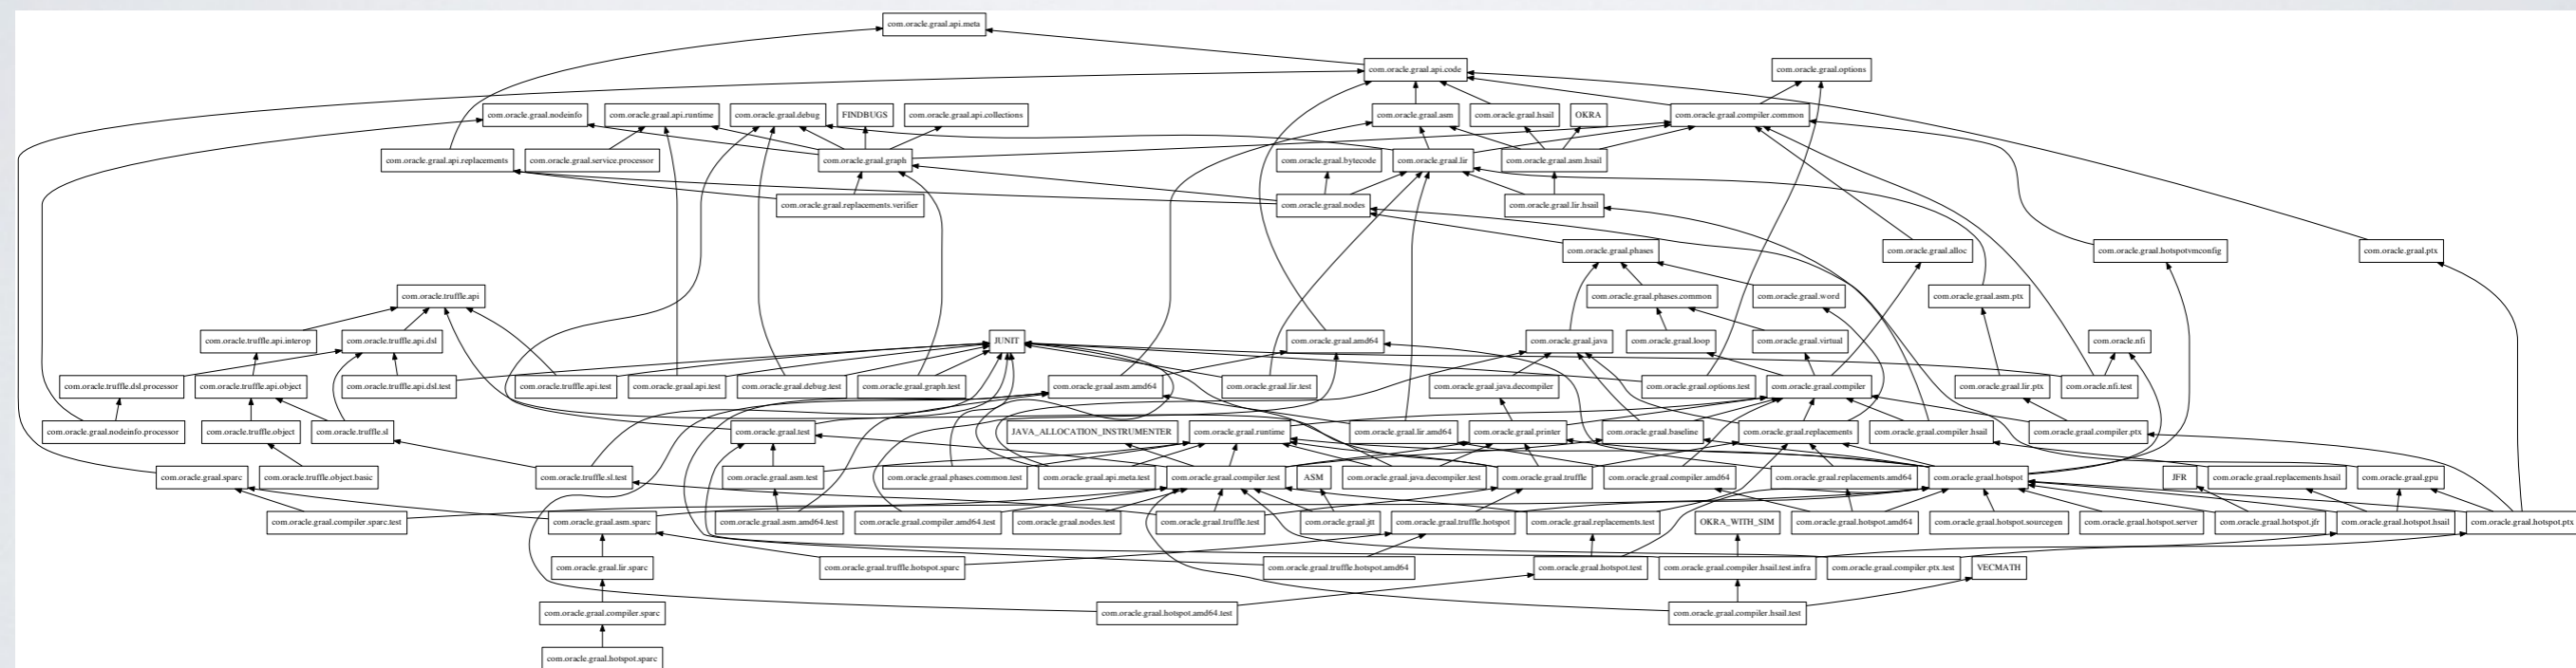 com.oracle.graal.api.meta
com.oracle.graal.api.code
com.oracle.graal.options
com.oracle.graal.nodeinfo
com.oracle.graal.api.runtime
com.oracle.graal.debug
FINDBUGS
com.oracle.graal.api.collections
com.oracle.graal.asm
com.oracle.graal.hsail
OKRA
com.oracle.graal.compiler.common
com.oracle.graal.api.replacements
com.oracle.graal.service.processor
com.oracle.graal.graph
com.oracle.graal.bytecode
com.oracle.graal.lir
com.oracle.graal.asm.hsail
com.oracle.graal.replacements.verifier
com.oracle.graal.nodes
com.oracle.graal.lir.hsail
com.oracle.graal.phases
com.oracle.graal.alloc
com.oracle.graal.hotspotvmconfig
com.oracle.graal.ptx
com.oracle.truffle.api
com.oracle.graal.phases.common
com.oracle.graal.word
com.oracle.graal.asm.ptx
com.oracle.truffle.api.interop
com.oracle.truffle.api.dsl
JUNIT
com.oracle.graal.amd64
com.oracle.graal.java
com.oracle.graal.loop
com.oracle.graal.virtual
com.oracle.nfi
com.oracle.truffle.dsl.processor
com.oracle.truffle.api.object
com.oracle.truffle.api.dsl.test
com.oracle.truffle.api.test
com.oracle.graal.api.test
com.oracle.graal.debug.test
com.oracle.graal.graph.test
com.oracle.graal.asm.amd64
com.oracle.graal.lir.test
com.oracle.graal.java.decompiler
com.oracle.graal.options.test
com.oracle.graal.compiler
com.oracle.graal.lir.ptx
com.oracle.nfi.test
com.oracle.graal.nodeinfo.processor
com.oracle.truffle.object
com.oracle.truffle.sl
com.oracle.graal.test
JAVA_ALLOCATION_INSTRUMENTER
com.oracle.graal.runtime
com.oracle.graal.lir.amd64
com.oracle.graal.printer
com.oracle.graal.baseline
com.oracle.graal.replacements
com.oracle.graal.compiler.hsail
com.oracle.graal.compiler.ptx
com.oracle.graal.sparc
com.oracle.truffle.object.basic
com.oracle.truffle.sl.test
com.oracle.graal.asm.test
com.oracle.graal.phases.common.test
com.oracle.graal.api.meta.test
com.oracle.graal.compiler.test
ASM
com.oracle.graal.java.decompiler.test
com.oracle.graal.truffle
com.oracle.graal.compiler.amd64
com.oracle.graal.replacements.amd64
com.oracle.graal.hotspot
JFR
com.oracle.graal.replacements.hsail
com.oracle.graal.gpu
com.oracle.graal.compiler.sparc.test
com.oracle.graal.asm.sparc
com.oracle.graal.asm.amd64.test
com.oracle.graal.compiler.amd64.test
com.oracle.graal.nodes.test
com.oracle.graal.truffle.test
com.oracle.graal.jtt
com.oracle.graal.truffle.hotspot
com.oracle.graal.replacements.test
OKRA_WITH_SIM
com.oracle.graal.hotspot.amd64
com.oracle.graal.hotspot.sourcegen
com.oracle.graal.hotspot.server
com.oracle.graal.hotspot.jfr
com.oracle.graal.hotspot.hsail
com.oracle.graal.hotspot.ptx
com.oracle.graal.lir.sparc
com.oracle.graal.truffle.hotspot.sparc
com.oracle.graal.truffle.hotspot.amd64
com.oracle.graal.hotspot.test
com.oracle.graal.compiler.hsail.test.infra
com.oracle.graal.compiler.ptx.test
VECMATH
com.oracle.graal.compiler.sparc
com.oracle.graal.hotspot.amd64.test
com.oracle.graal.compiler.hsail.test
com.oracle.graal.hotspot.sparc